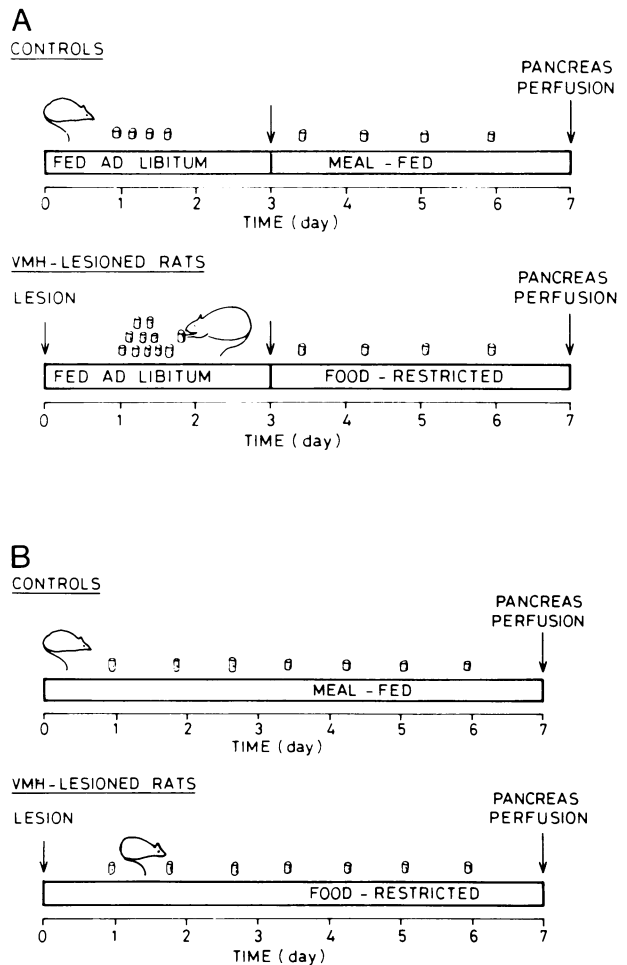 A
CONTROLS
PANCREAS
PERFUSION
FED AD LIBITUM
MEAL-FED
0 1 2 3 4 5 6 7
TIME (day)
VMH-LESIONED RATS
LESION
PANCREAS
PERFUSION
FED AD LIBITUM
FOOD-RESTRICTED
0 1 2 3 4 5 6 7
TIME (day)
B
CONTROLS
PANCREAS
PERFUSION
MEAL-FED
0 1 2 3 4 5 6 7
TIME (day)
VMH-LESIONED RATS
LESION
PANCREAS
PERFUSION
FOOD-RESTRICTED
0 1 2 3 4 5 6 7
TIME (day)